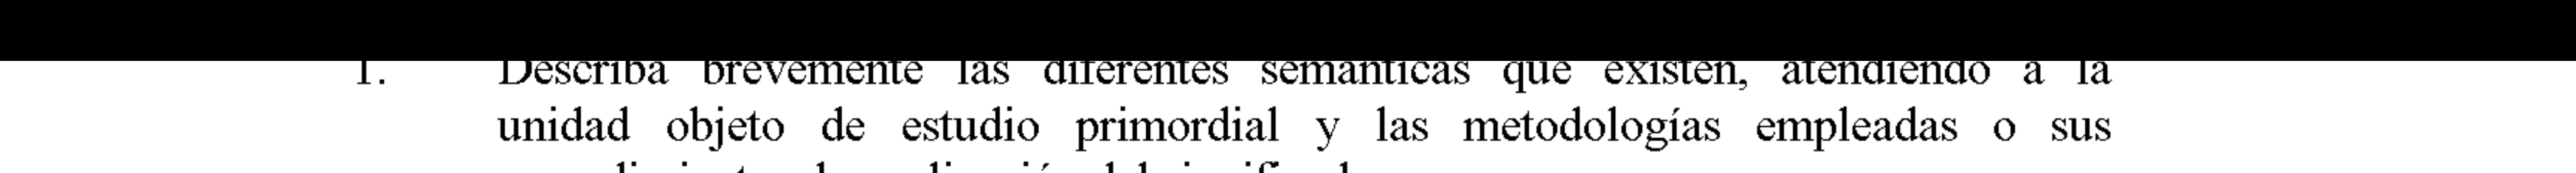 1. Describa brevemente las diferentes semánticas que existen, atendiendo a la
unidad objeto de estudio primordial y las metodologías empleadas o sus